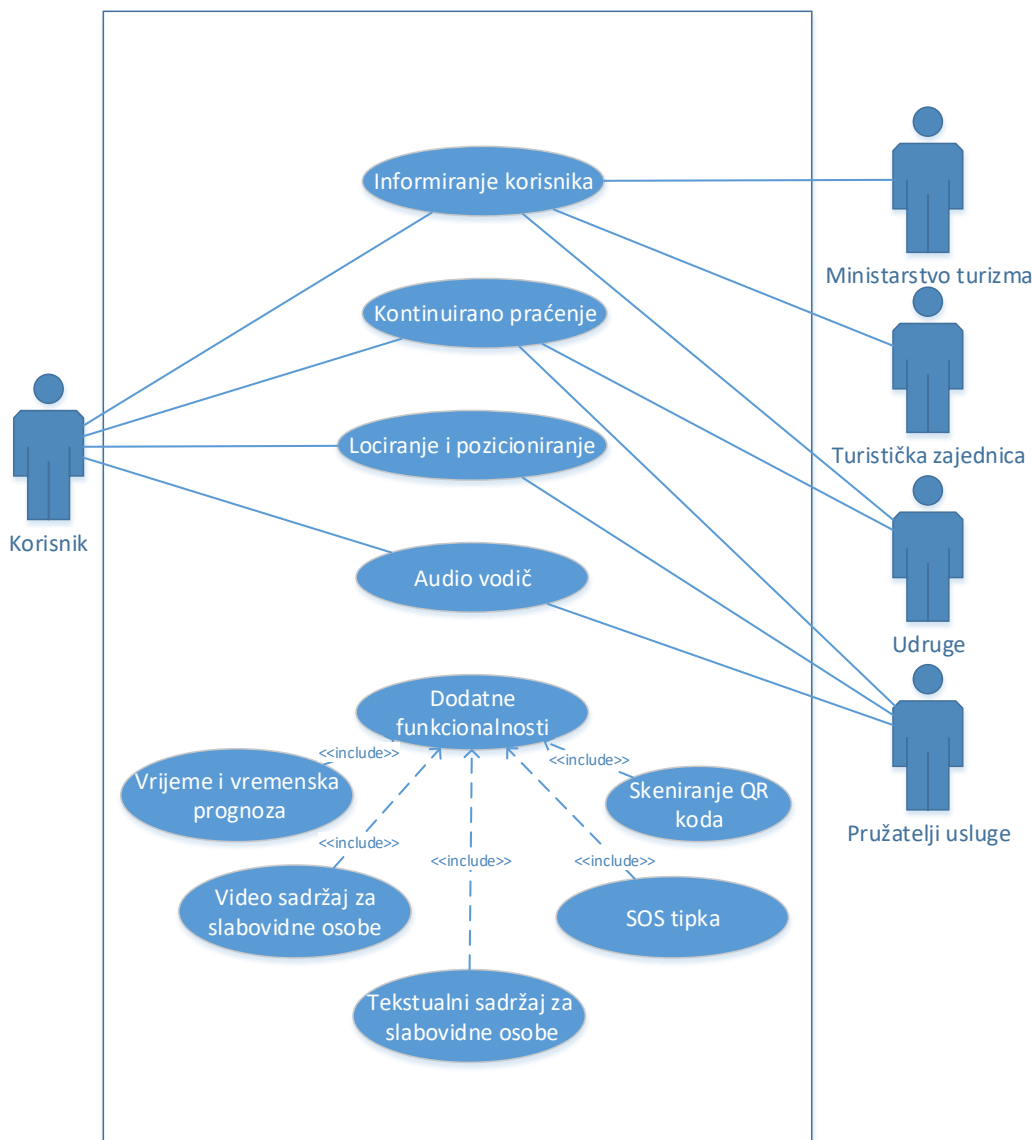 Informiranje korisnika
Ministarstvo turizma
Kontinuirano praćenje
Lociranje i pozicioniranje
Turistička zajednica
Korisnik
Audio vodič
Udruge
Dodatne
funkcionalnosti
<<include>>
<<include>>
Vrijeme i vremenska
prognoza
Skeniranje QR
koda
Pružatelji usluge
<<include>>
<<include>>
<<include>>
Video sadržaj za
slabovidne osobe
SOS tipka
Tekstualni sadržaj za
slabovidne osobe